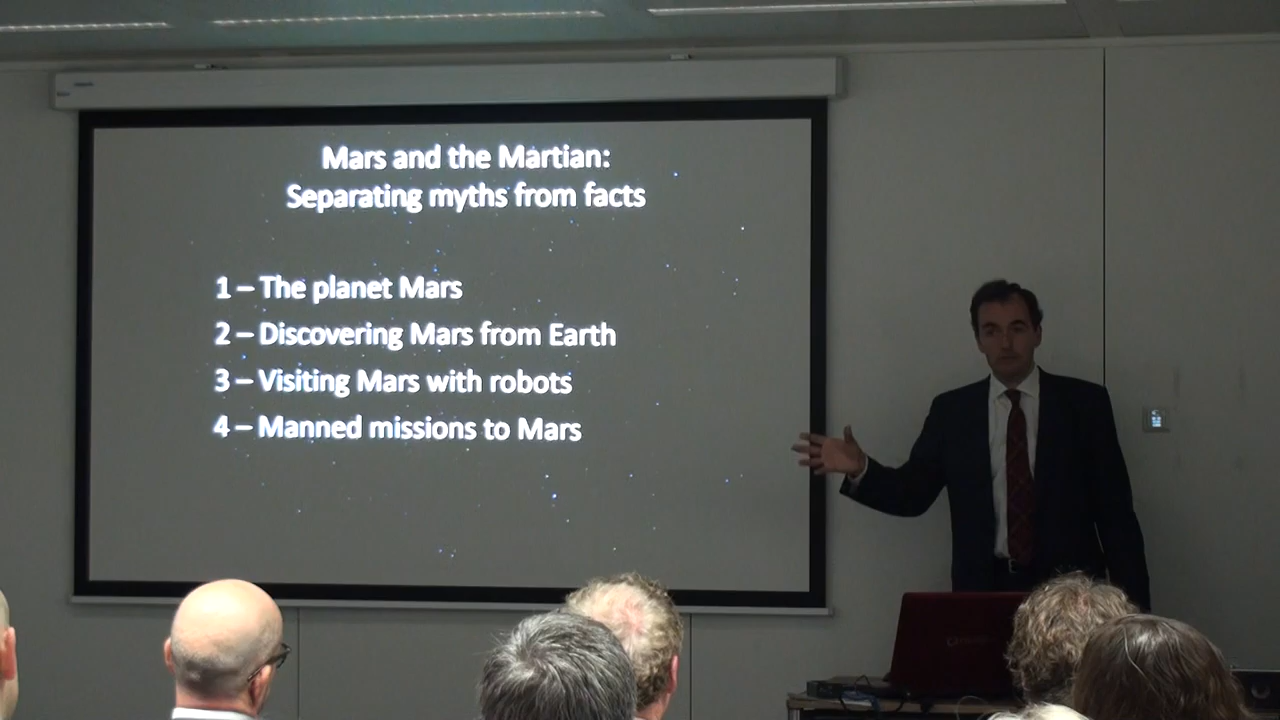 Mars and the Martian:
Separating myths from facts
1 – The planet Mars
2 – Discovering Mars from Earth
3 – Visiting Mars with robots
4 – Manned missions to Mars